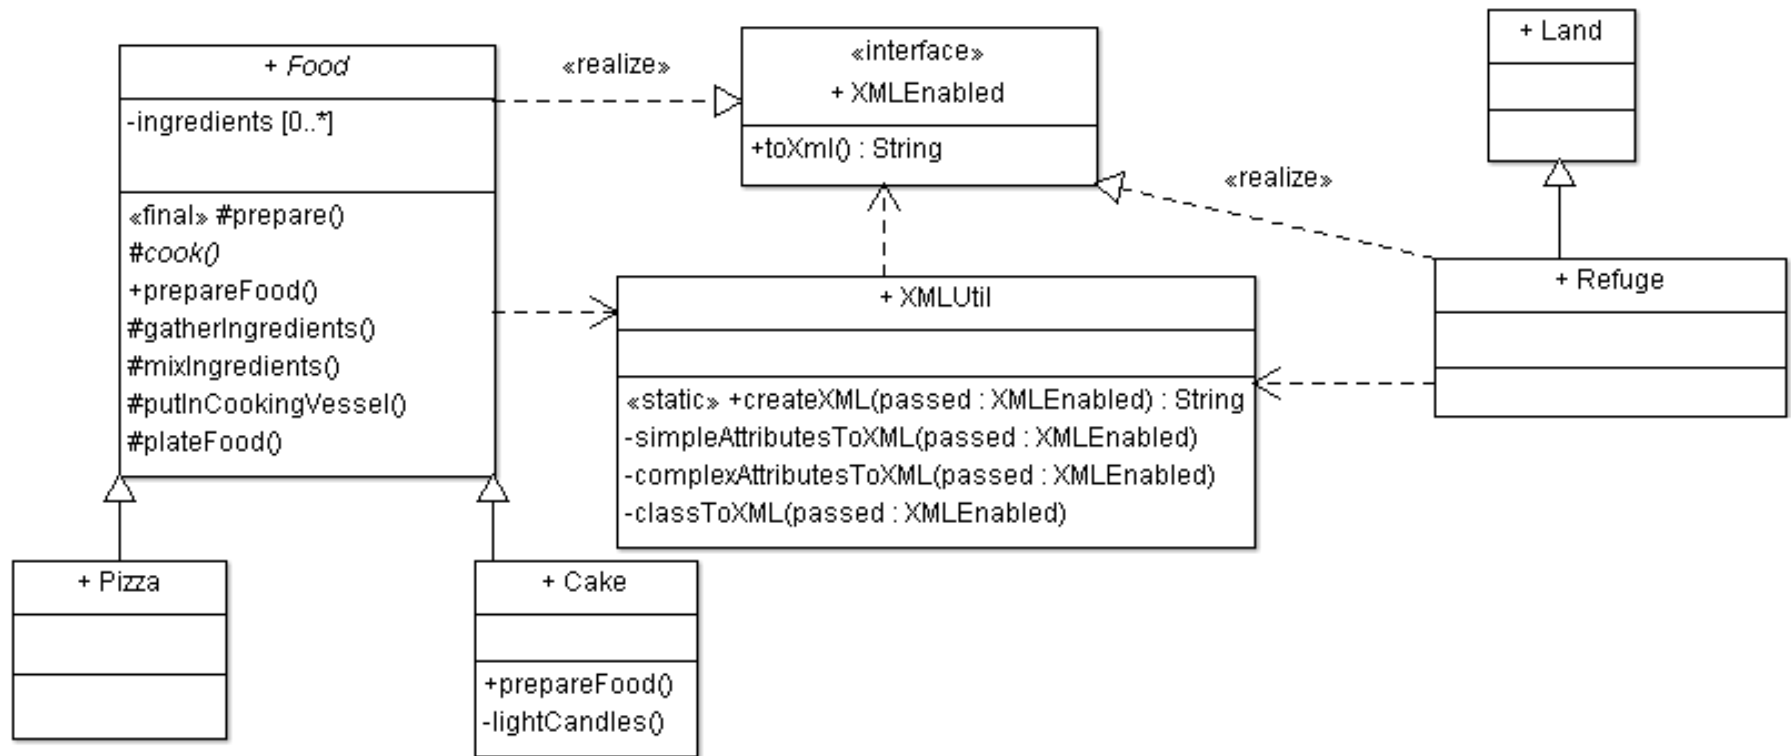 + Food
-ingredients [0..*]
«final» #prepare()
#cook()
+prepareFood()
#gatherIngredients()
#mixIngredients()
#putInCookingVessel()
#plateFood()
«realize»
«interface»
+ XMLEnabled
+toXml() : String
+ Land
«realize»
+ Refuge
+ XMLUtil
«static» +createXML(passed : XMLEnabled) : String
-simpleAttributesToXML(passed : XMLEnabled)
-complexAttributesToXML(passed : XMLEnabled)
-classToXML(passed : XMLEnabled)
+ Pizza
+ Cake
+prepareFood()
-lightCandles()